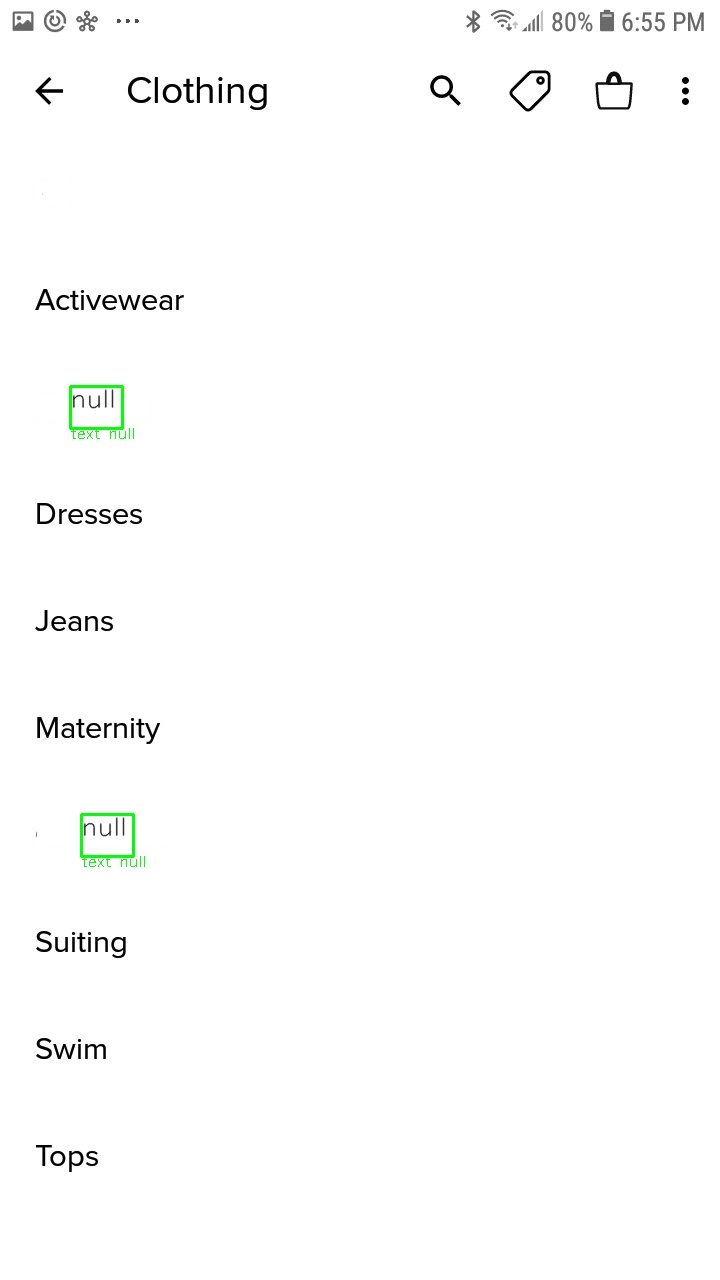 80% 6:55 PM
Clothing
Activewear
null
text null
Dresses
Jeans
Maternity
null
text null
Suiting
Swim
Tops